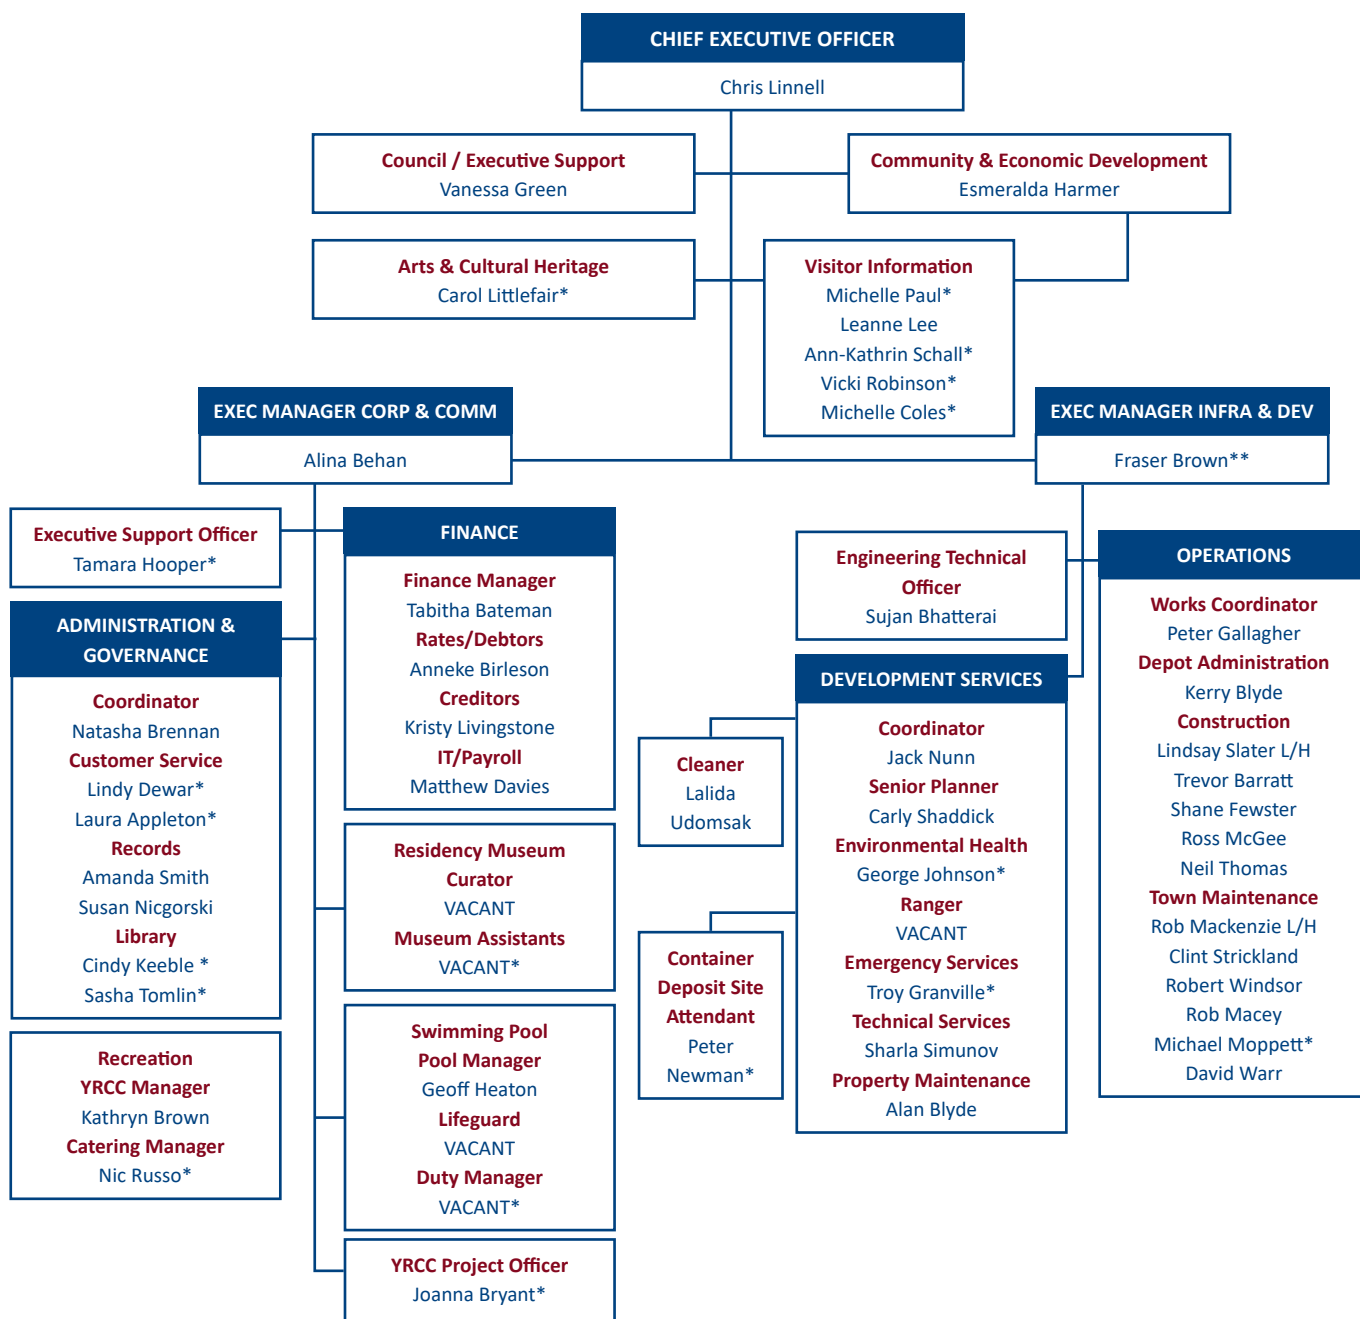 CHIEF EXECUTIVE OFFICER
Chris Linnell
Council / Executive Support
Vanessa Green
Community & Economic Development
Esmeralda Harmer
Arts & Cultural Heritage
Carol Littlefair*
Visitor Information
Michelle Paul*
Leanne Lee
Ann-Kathrin Schall*
Vicki Robinson*
Michelle Coles*
EXEC MANAGER CORP & COMM
Alina Behan
EXEC MANAGER INFRA & DEV
Fraser Brown**
Executive Support Officer
Tamara Hooper*
ADMINISTRATION &
GOVERNANCE
Coordinator
Natasha Brennan
Customer Service
Lindy Dewar*
Laura Appleton*
Records
Amanda Smith
Susan Nicgorski
Library
Cindy Keeble *
Sasha Tomlin*
Recreation
YRCC Manager
Kathryn Brown
Catering Manager
Nic Russo*
FINANCE
Finance Manager
Tabitha Bateman
Rates/Debtors
Anneke Birleson
Creditors
Kristy Livingstone
IT/Payroll
Matthew Davies
Residency Museum
Curator
VACANT
Museum Assistants
VACANT*
Swimming Pool
Pool Manager
Geoff Heaton
Lifeguard
VACANT
Duty Manager
VACANT*
YRCC Project Officer
Joanna Bryant*
Engineering Technical
Officer
Sujan Bhatterai
DEVELOPMENT SERVICES
Coordinator
Jack Nunn
Senior Planner
Carly Shaddick
Environmental Health
George Johnson*
Ranger
VACANT
Emergency Services
Troy Granville*
Technical Services
Sharla Simunov
Property Maintenance
Alan Blyde
Cleaner
Lalida
Udomsak
Container
Deposit Site
Attendant
Peter
Newman*
OPERATIONS
Works Coordinator
Peter Gallagher
Depot Administration
Kerry Blyde
Construction
Lindsay Slater L/H
Trevor Barratt
Shane Fewster
Ross McGee
Neil Thomas
Town Maintenance
Rob Mackenzie L/H
Clint Strickland
Robert Windsor
Rob Macey
Michael Moppett*
David Warr